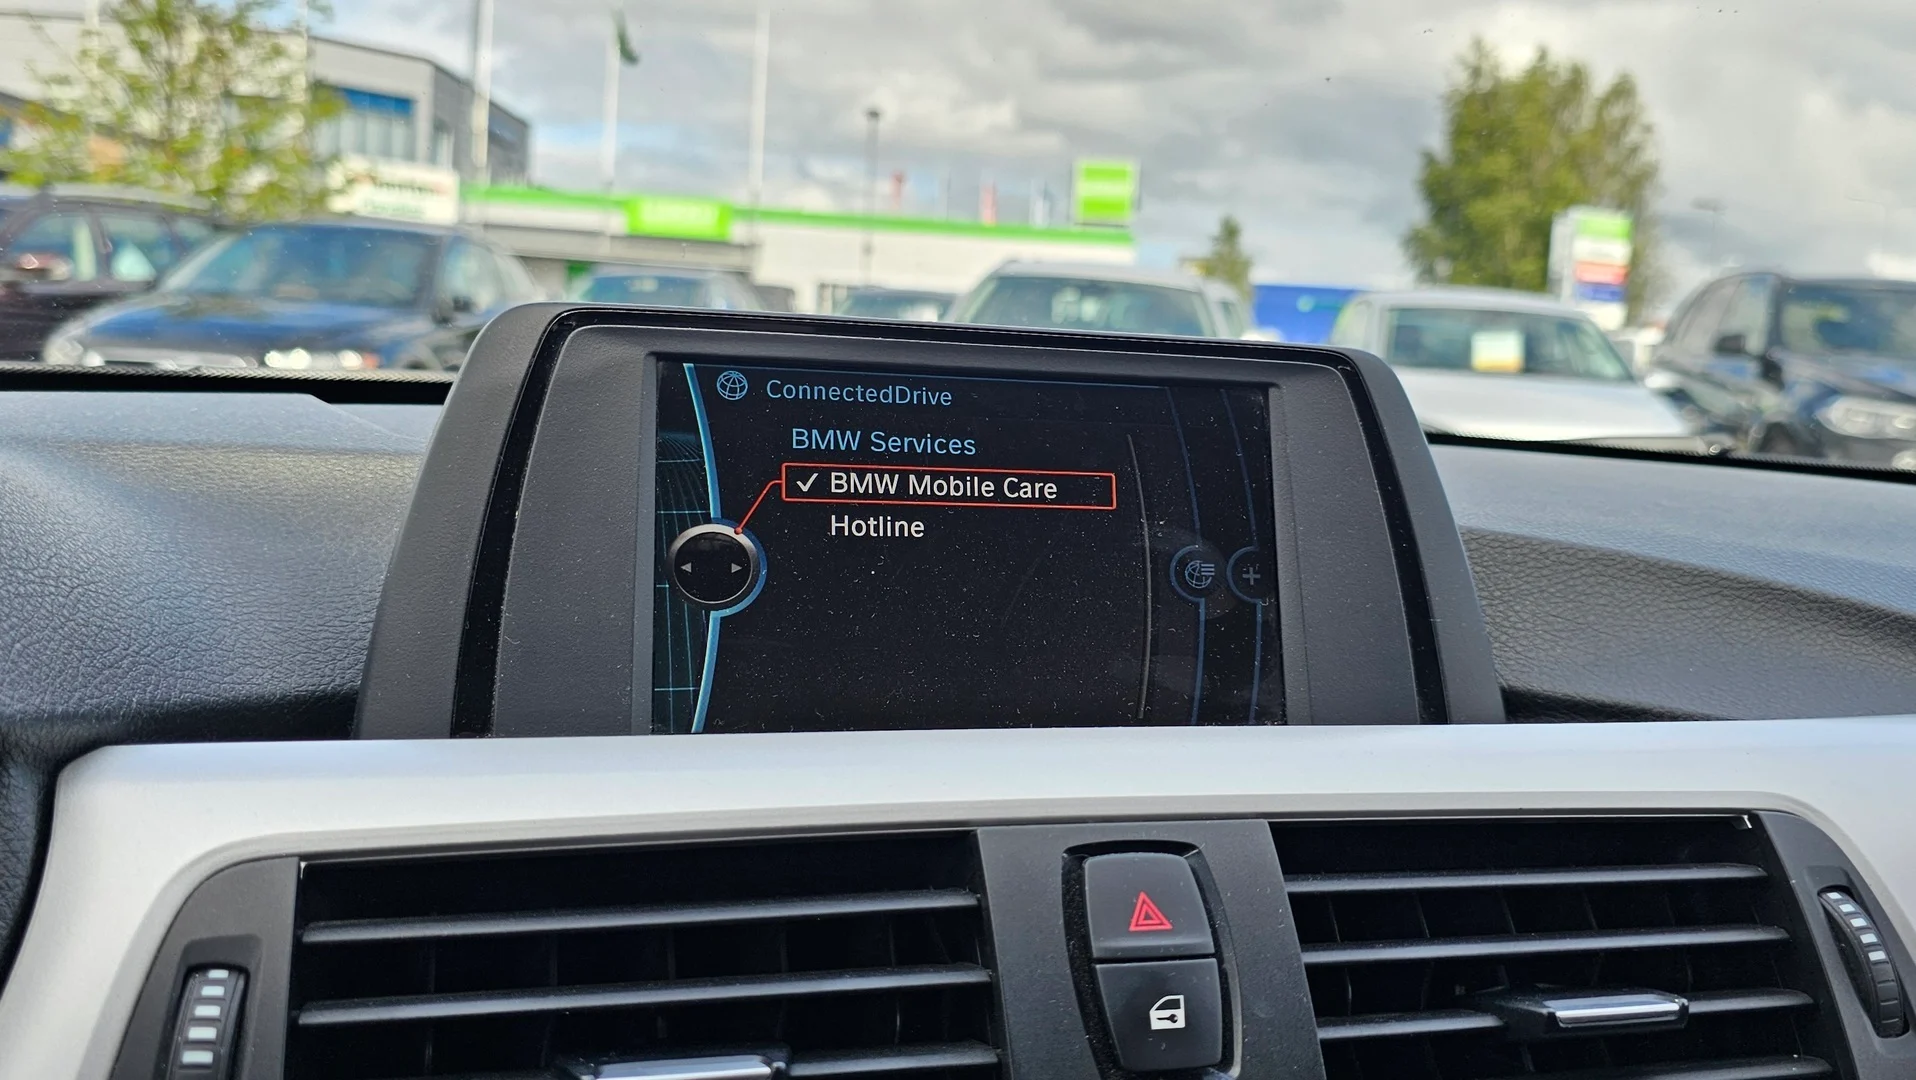 ConnectedDrive
BMW Services
✓ BMW Mobile Care
Hotline